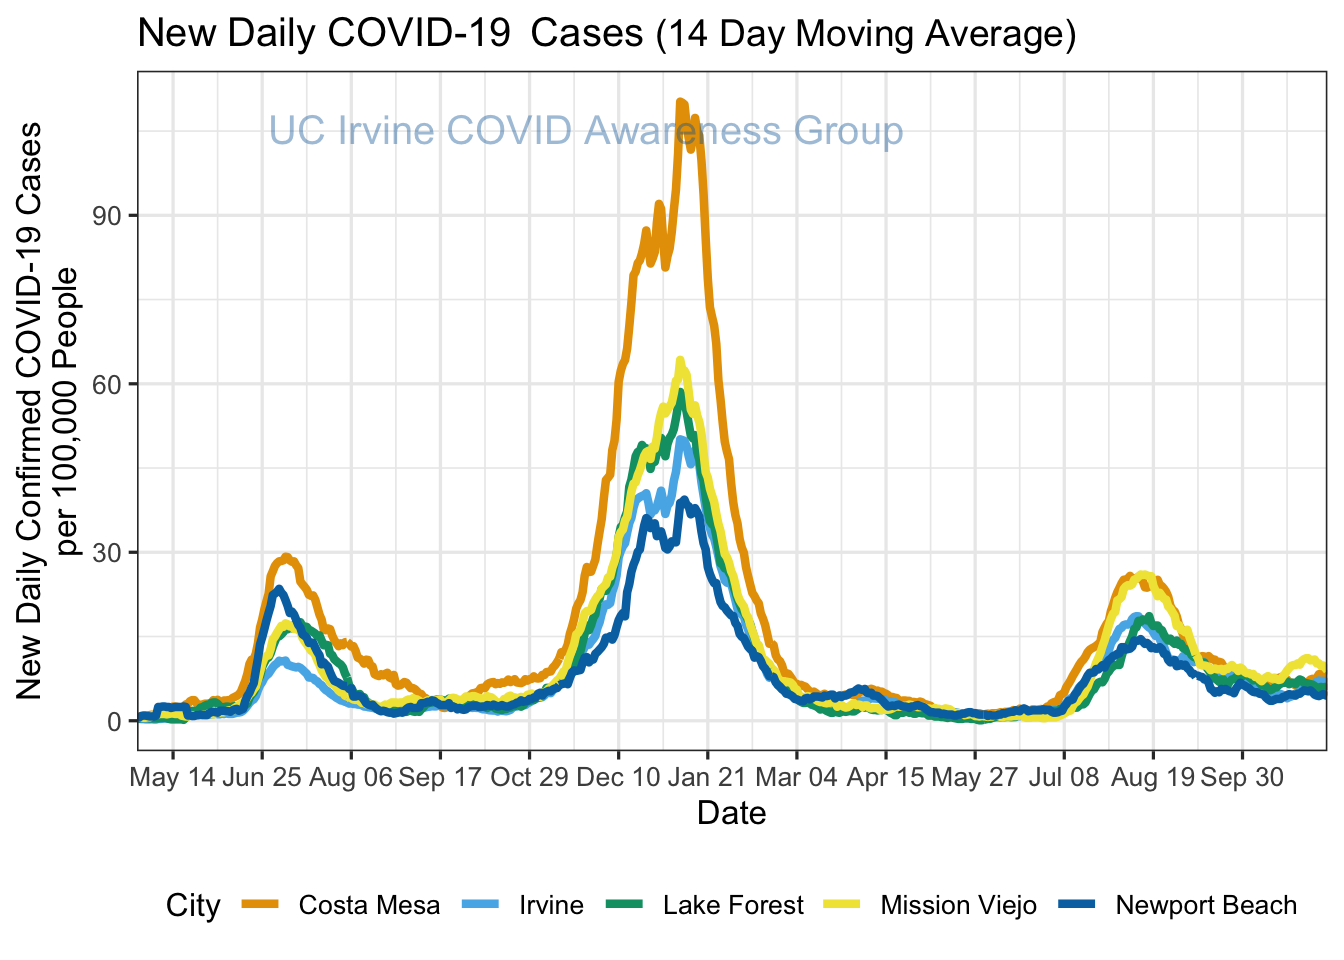 New Daily COVID-19  Cases (14 Day Moving Average)
UC Irvine COVID Awareness Group
New Daily Confirmed COVID-19 Cases
per 100,000 People
90
60
30
0
May 14 Jun 25 Aug 06 Sep 17 Oct 29 Dec 10 Jan 21 Mar 04 Apr 15 May 27 Jul 08 Aug 19 Sep 30
Date
City Costa Mesa Irvine Lake Forest Mission Viejo Newport Beach